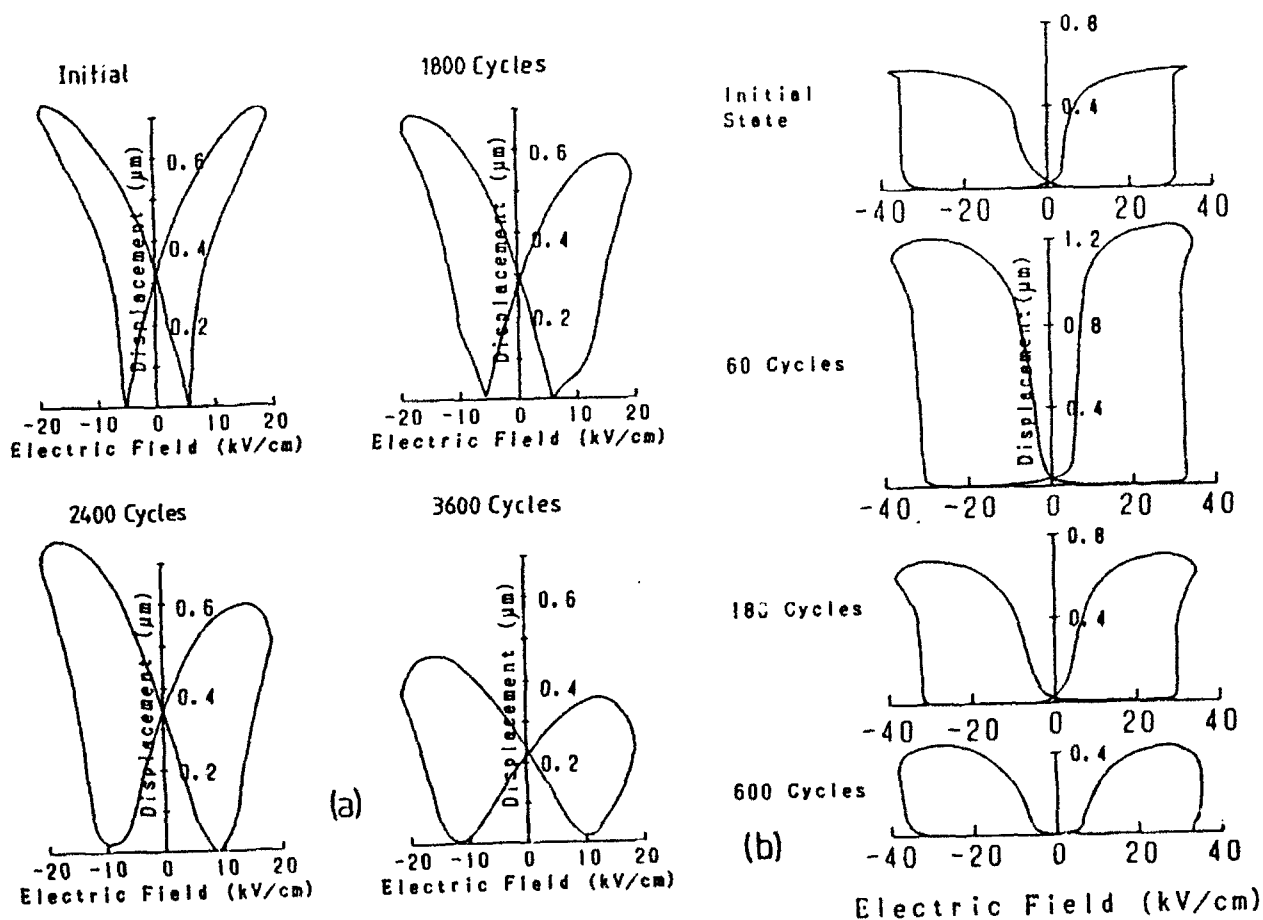 Initial
Displacement (µm)
0.6
0.4
0.2
-20 -10 0 10 20
Electric Field (kV/cm)
1800 Cycles
Displacement (µm)
0.6
0.4
0.2
-20 -10 0 10 20
Electric Field (kV/cm)
2400 Cycles
Displacement (µm)
0.6
0.4
0.2
-20 -10 0 10 20
Electric Field (kV/cm)
3600 Cycles
Displacement (µm)
0.6
0.4
0.2
-20 -10 0 10 20
Electric Field (kV/cm)
(a)
Initial
State
0.8
0.4
-40 -20 0 20 40
60 Cycles
Displacement (µm)
1.2
0.8
0.4
-40 -20 0 20 40
180 Cycles
0.8
0.4
-40 -20 0 20 40
600 Cycles
0.4
-40 -20 0 20 40
(b)
Electric Field (kV/cm)